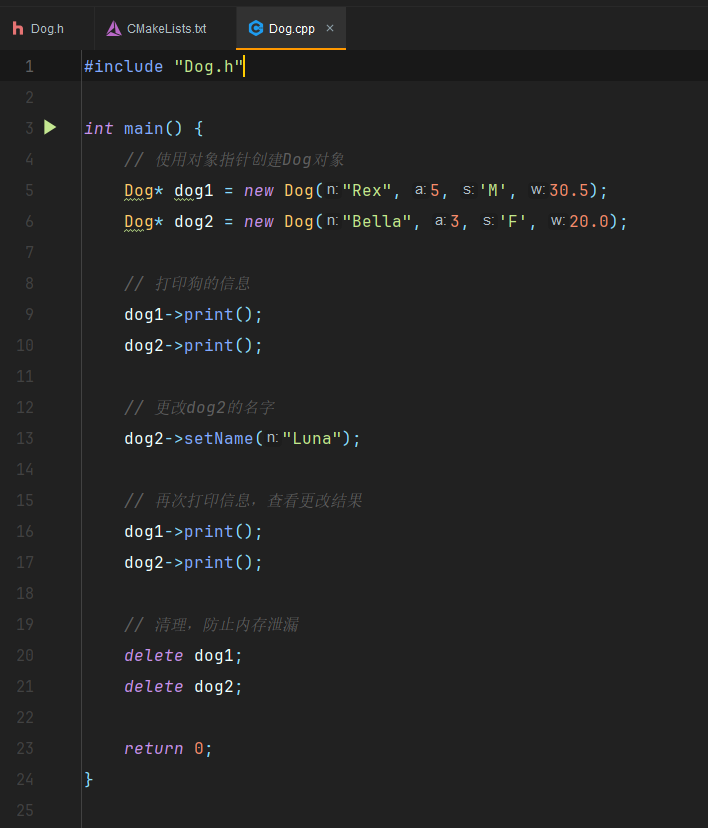 Dog.h CMakeLists.txt Dog.cpp ×
1 #include "Dog.h"
2
3 int main() {
4 // 使用对象指针创建Dog对象
5 Dog* dog1 = new Dog( n: "Rex", a: 5, s: 'M', w: 30.5);
6 Dog* dog2 = new Dog( n: "Bella", a: 3, s: 'F', w: 20.0);
7
8 // 打印狗的信息
9 dog1->print();
10 dog2->print();
11
12 // 更改dog2的名字
13 dog2->setName( n: "Luna");
14
15 // 再次打印信息，查看更改结果
16 dog1->print();
17 dog2->print();
18
19 // 清理，防止内存泄漏
20 delete dog1;
21 delete dog2;
22
23 return 0;
24 }
25